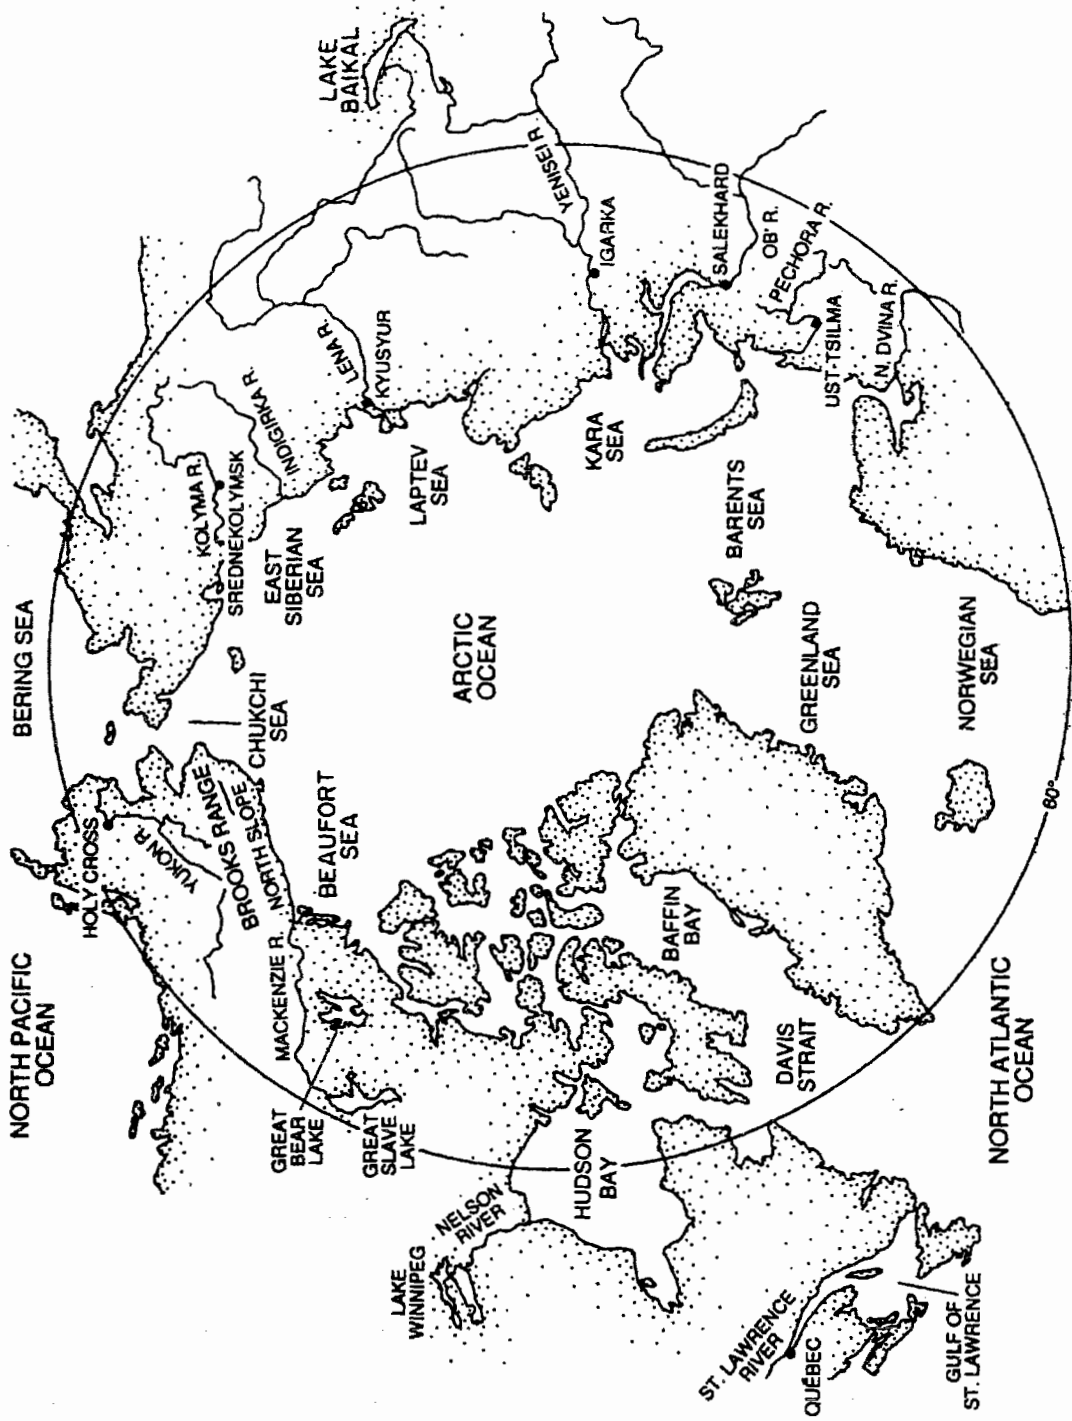 NORTH PACIFIC
OCEAN
BERING SEA
HOLY CROSS
YUKON R.
BROOKS RANGE
NORTH SLOPE
CHUKCHI
SEA
MACKENZIE R.
BEAUFORT
SEA
GREAT
BEAR
LAKE
GREAT
SLAVE
LAKE
LAKE
WINNIPEG
NELSON
RIVER
HUDSON
BAY
ST. LAWRENCE
RIVER
QUÉBEC
GULF OF
ST. LAWRENCE
BAFFIN
BAY
DAVIS
STRAIT
NORTH ATLANTIC
OCEAN
GREENLAND
SEA
NORWEGIAN
SEA
60°
ARCTIC
OCEAN
BARENTS
SEA
KARA
SEA
LAPTEV
SEA
EAST
SIBERIAN
SEA
KOLYMA R.
SREDNEKOLYMSK
INDIGIRKA R.
LENA R.
KYUSYUR
LAKE
BAIKAL
YENISEI R.
IGARKA
SALEKHARD
OB' R.
PECHORA R.
UST-TSILMA
N. DVINA R.